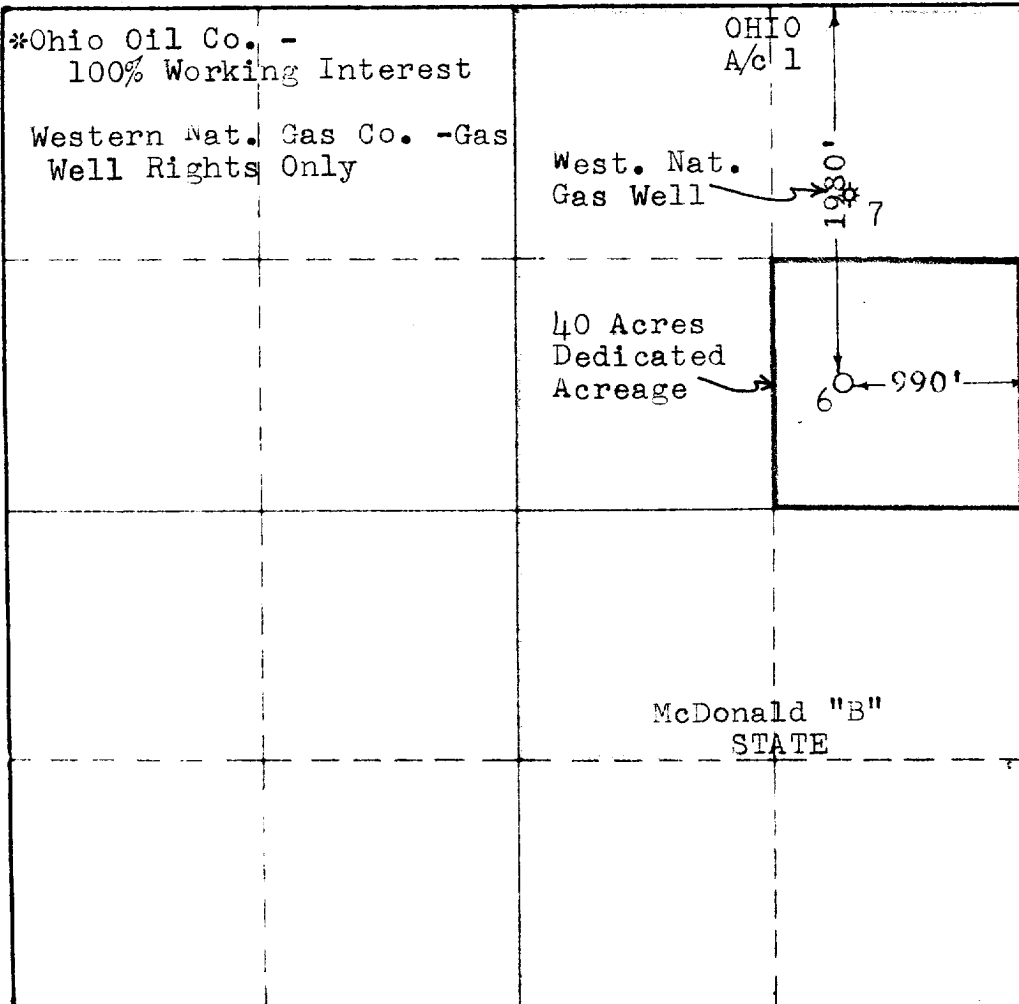 *Ohio Oil Co. -
100% Working Interest
Western Nat. Gas Co. -Gas
Well Rights Only
OHIO
A/c 1
West. Nat.
Gas Well
1980'
7
40 Acres
Dedicated
Acreage
6
990'
McDonald "B"
STATE